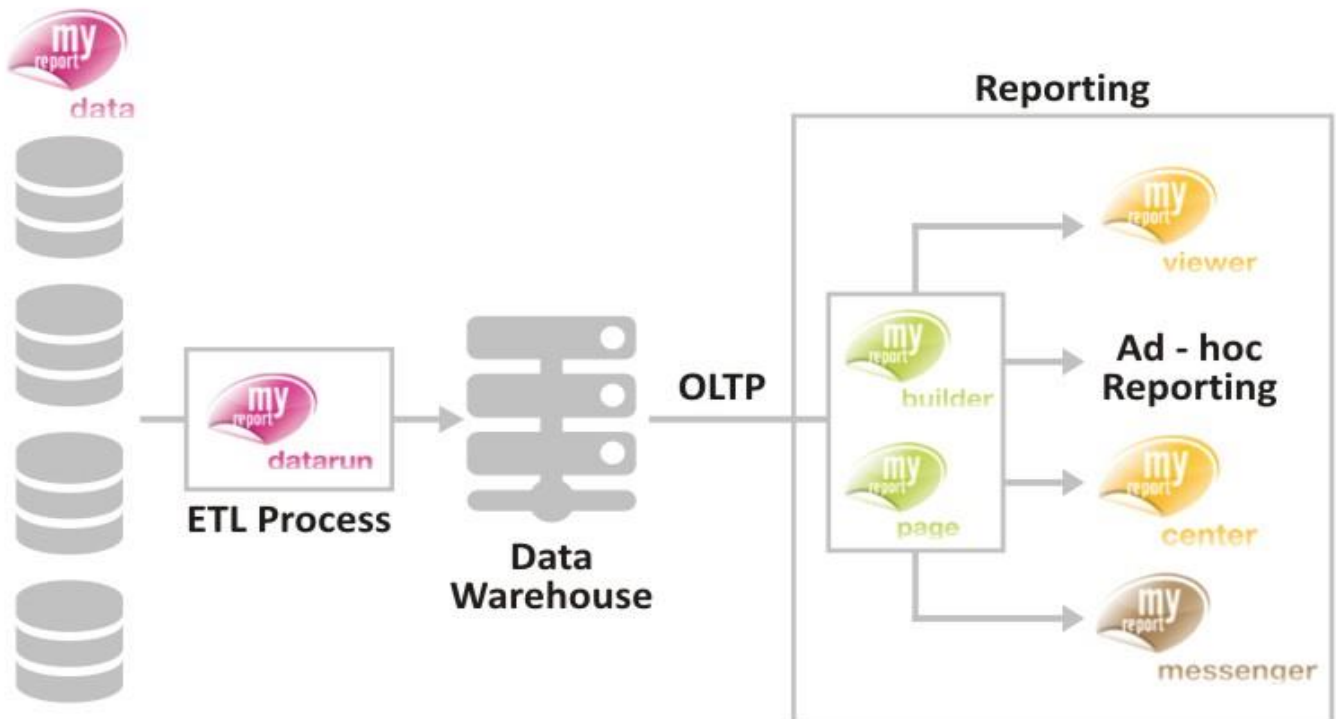 my
report
data
Reporting
my
report
viewer
my
report
builder
Ad - hoc
Reporting
OLTP
my
report
datarun
my
report
page
my
report
center
ETL Process
Data
Warehouse
my
report
messenger